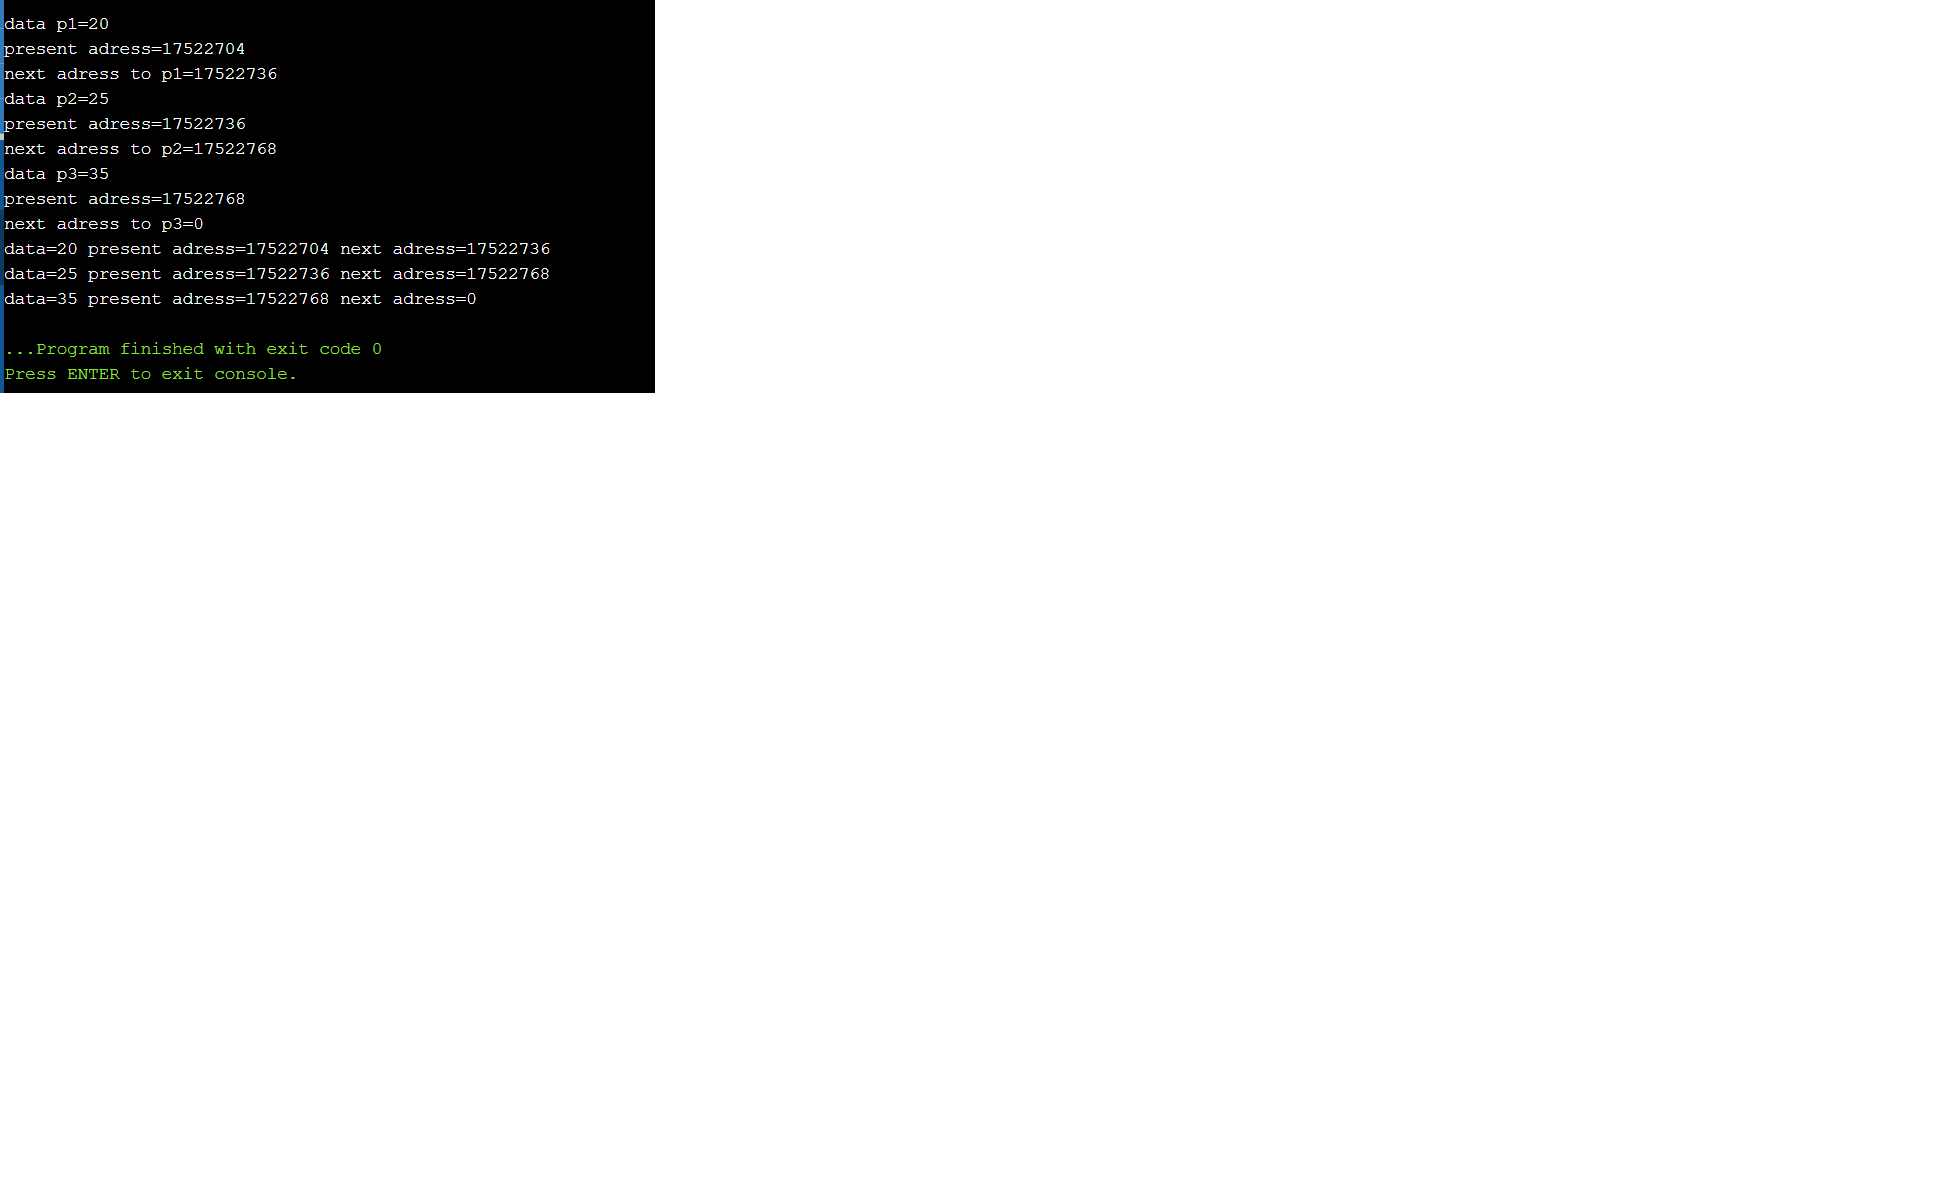 data p1=20
present adress=17522704
next adress to p1=17522736
data p2=25
present adress=17522736
next adress to p2=17522768
data p3=35
present adress=17522768
next adress to p3=0
data=20 present adress=17522704 next adress=17522736
data=25 present adress=17522736 next adress=17522768
data=35 present adress=17522768 next adress=0
...Program finished with exit code 0
Press ENTER to exit console.